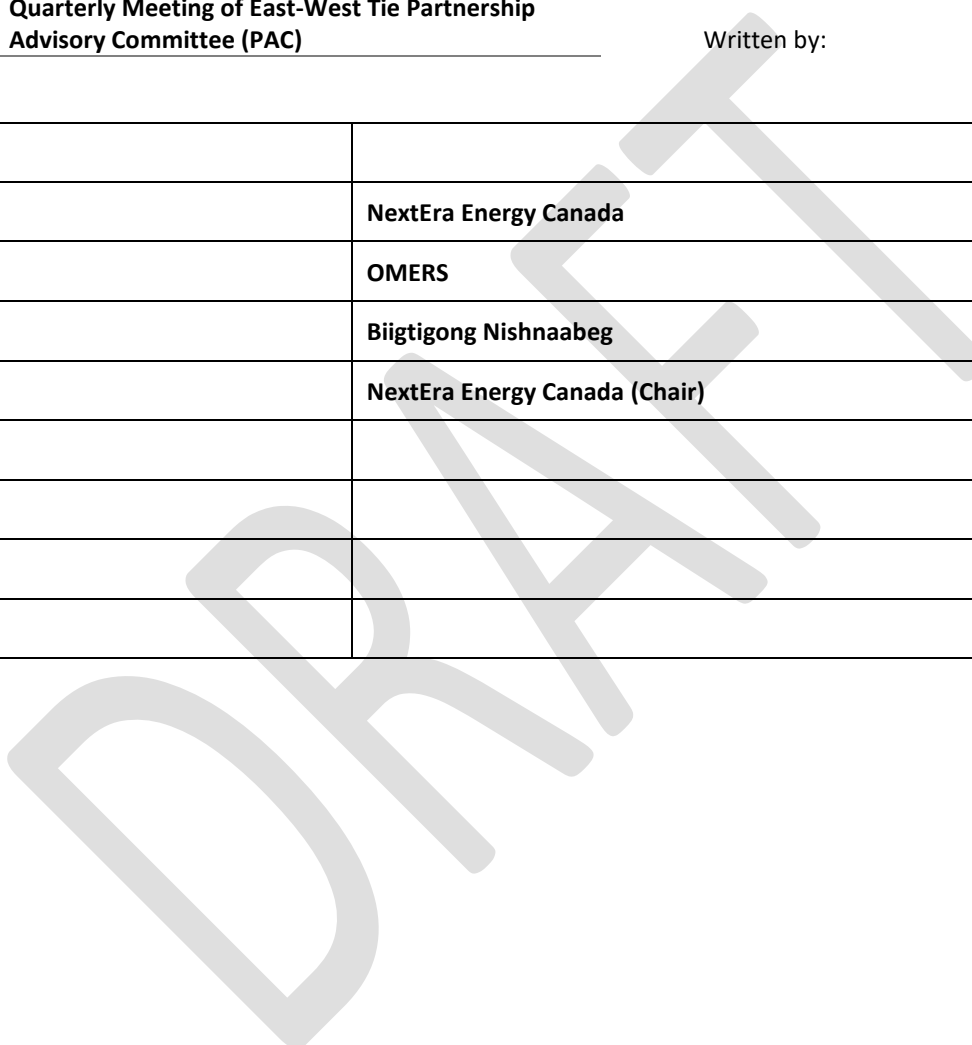 Quarterly Meeting of East-West Tie Partnership
Advisory Committee (PAC)
Written by:
NextEra Energy Canada
OMERS
Biigtigong Nishnaabeg
NextEra Energy Canada (Chair)
DRAFT